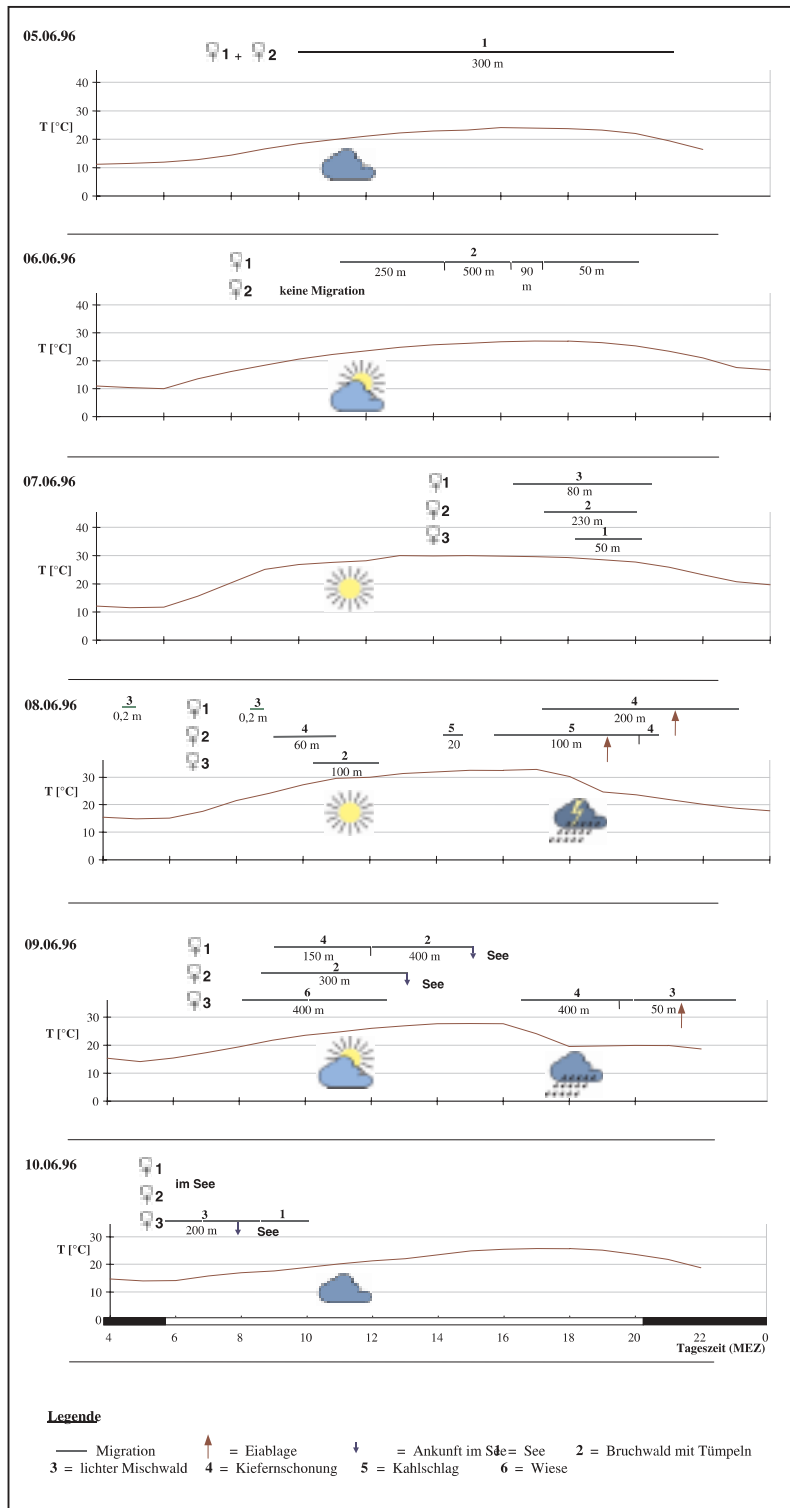 05.06.96
1 + 2
1
300 m
40
30
T [°C]
20
10
0
06.06.96
1
2
250 m 500 m 90 m 50 m
2 keine Migration
40
30
T [°C]
20
10
0
07.06.96
1
3
80 m
2
2
230 m
3
1
50 m
40
T [°C]
30
20
10
0
08.06.96
3
0,2 m
3
0,2 m
1
4
200 m
2
4
60 m
5
20
5
100 m
4
3
2
100 m
T [°C]
30
20
10
0
09.06.96
1
4
150 m
2
400 m
See
2
2
300 m
See
3
6
400 m
4
400 m
3
50 m
T [°C]
30
20
10
0
10.06.96
1
2
im See
3
3
200 m
See
1
T [°C]
30
20
10
0
4 6 8 10 12 14 16 18 20 22 0
Tageszeit (MEZ)
Legende
Migration = Eiablage = Ankunft im See 1 = See 2 = Bruchwald mit Tümpeln
3 = lichter Mischwald 4 = Kiefernschonung 5 = Kahlschlag 6 = Wiese